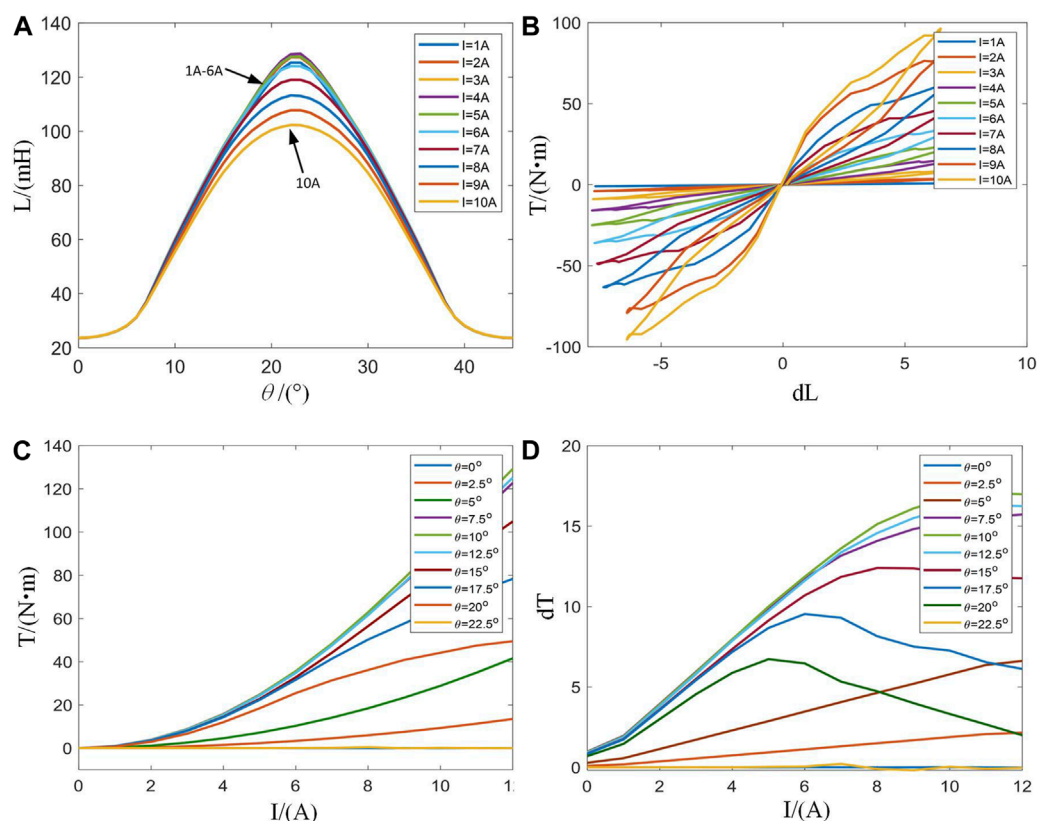 A
L/(mH)
140
120
100
80
60
40
20
0
10
20
30
40
θ/(°)
1A-6A
10A
I=1A
I=2A
I=3A
I=4A
I=5A
I=6A
I=7A
I=8A
I=9A
I=10A
B
T/(N•m)
100
50
0
-50
-100
-5
0
5
10
dL
I=1A
I=2A
I=3A
I=4A
I=5A
I=6A
I=7A
I=8A
I=9A
I=10A
C
T/(N•m)
140
120
100
80
60
40
20
0
0
2
4
6
8
10
1
I/(A)
θ=0°
θ=2.5°
θ=5°
θ=7.5°
θ=10°
θ=12.5°
θ=15°
θ=17.5°
θ=20°
θ=22.5°
D
dT
20
15
10
5
0
0
2
4
6
8
10
12
I/(A)
θ=0°
θ=2.5°
θ=5°
θ=7.5°
θ=10°
θ=12.5°
θ=15°
θ=17.5°
θ=20°
θ=22.5°